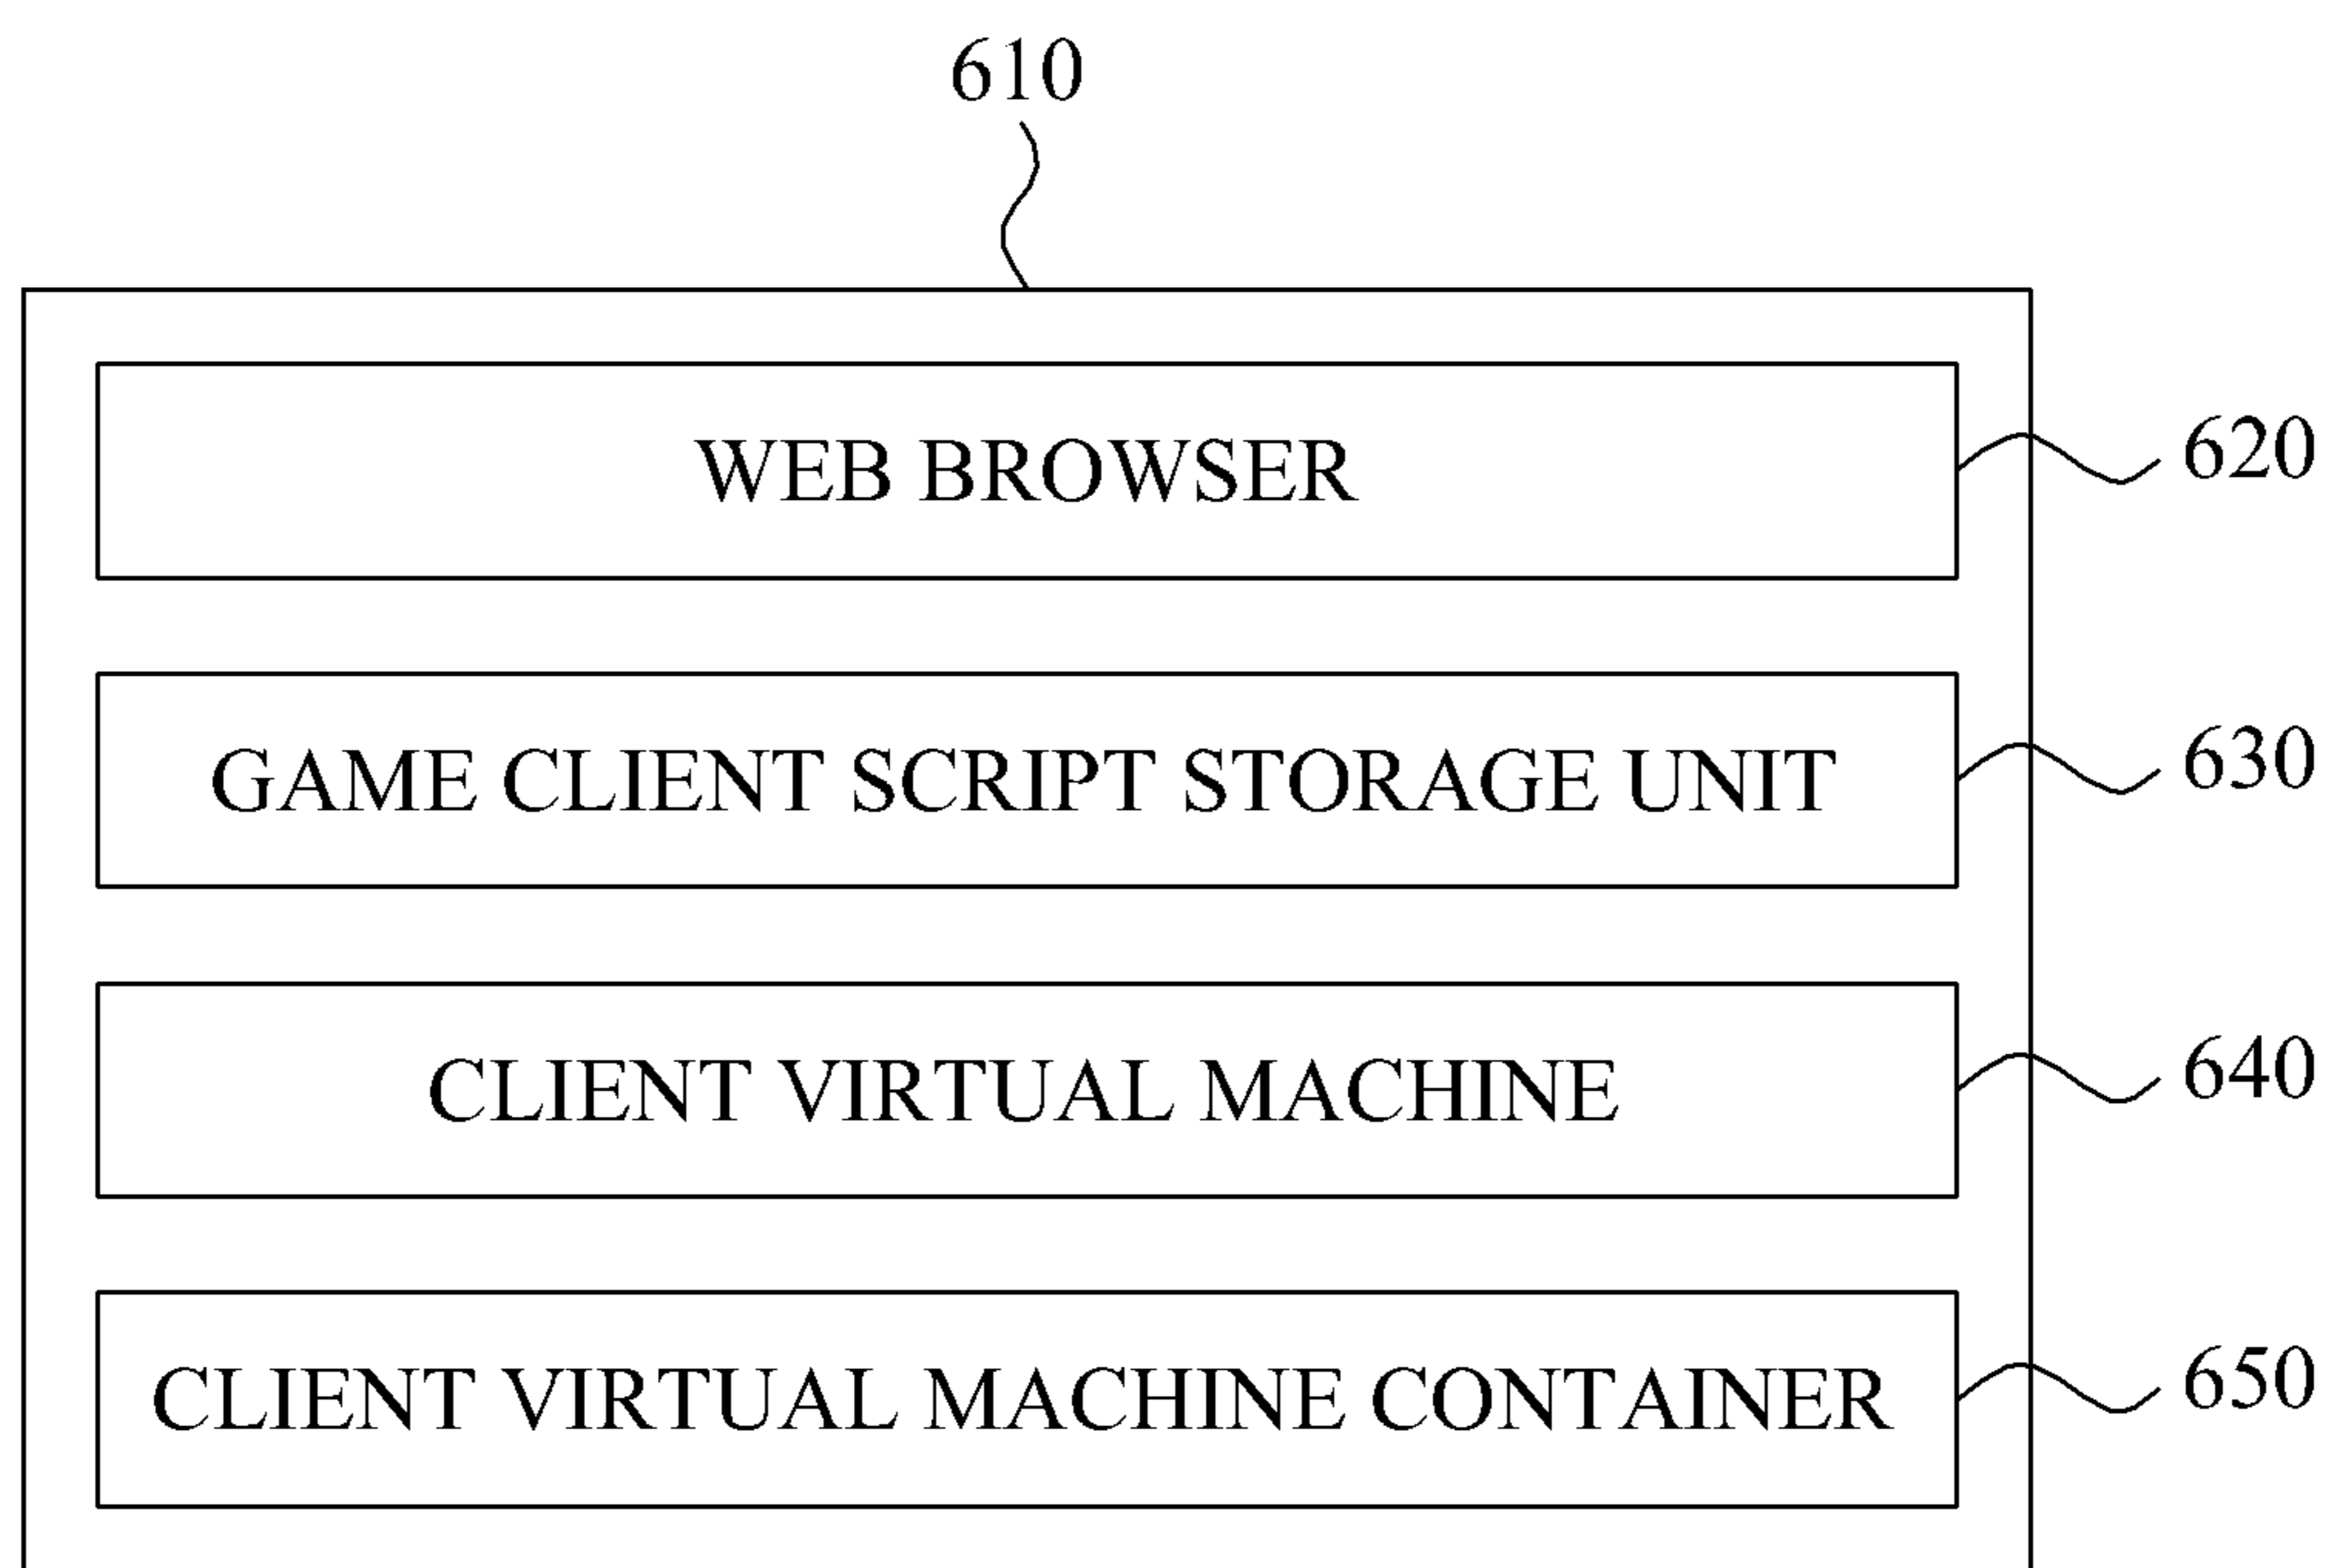 610
WEB BROWSER 620
GAME CLIENT SCRIPT STORAGE UNIT 630
CLIENT VIRTUAL MACHINE 640
CLIENT VIRTUAL MACHINE CONTAINER 650